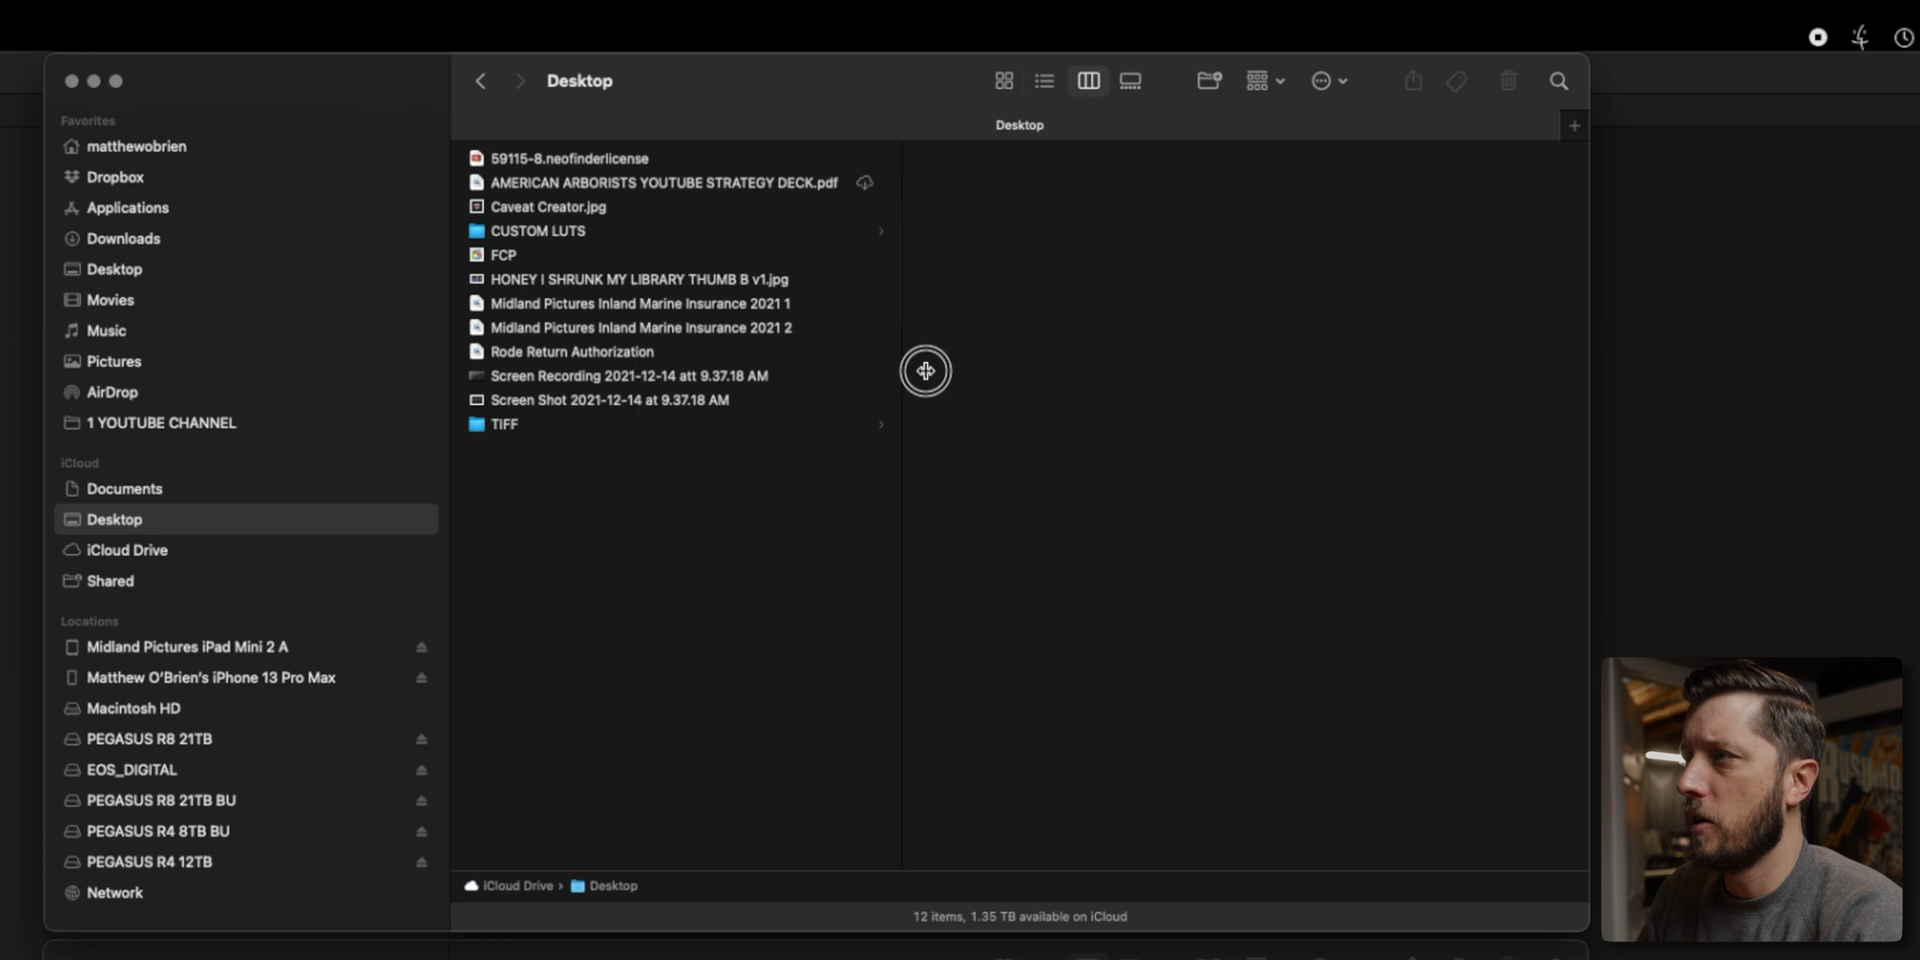 Desktop
Desktop
Favorites
matthewobrien
Dropbox
Applications
Downloads
Desktop
Movies
Music
Pictures
AirDrop
1 YOUTUBE CHANNEL
iCloud
Documents
Desktop
iCloud Drive
Shared
Locations
Midland Pictures iPad Mini 2 A
Matthew O'Brien's iPhone 13 Pro Max
Macintosh HD
PEGASUS R8 21TB
EOS_DIGITAL
PEGASUS R8 21TB BU
PEGASUS R4 8TB BU
PEGASUS R4 12TB
Network
59115-8.neofinderlicense
AMERICAN ARBORISTS YOUTUBE STRATEGY DECK.pdf
Caveat Creator.jpg
CUSTOM LUTS
FCP
HONEY I SHRUNK MY LIBRARY THUMB B v1.jpg
Midland Pictures Inland Marine Insurance 2021 1
Midland Pictures Inland Marine Insurance 2021 2
Rode Return Authorization
Screen Recording 2021-12-14 att 9.37.18 AM
Screen Shot 2021-12-14 at 9.37.18 AM
TIFF
iCloud Drive › Desktop
12 items, 1.35 TB available on iCloud